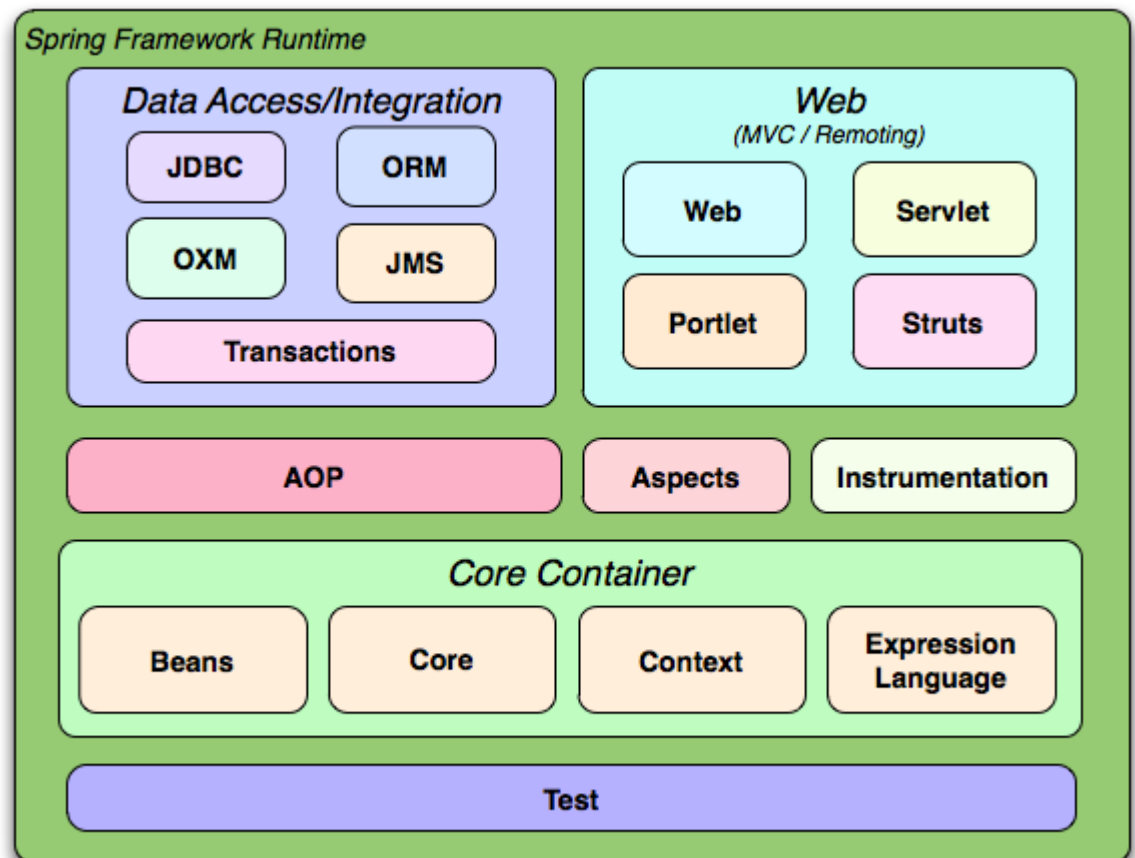 Spring Framework Runtime
Data Access/Integration
JDBC
ORM
OXM
JMS
Transactions
Web
(MVC / Remoting)
Web
Servlet
Portlet
Struts
AOP
Aspects
Instrumentation
Core Container
Beans
Core
Context
Expression
Language
Test